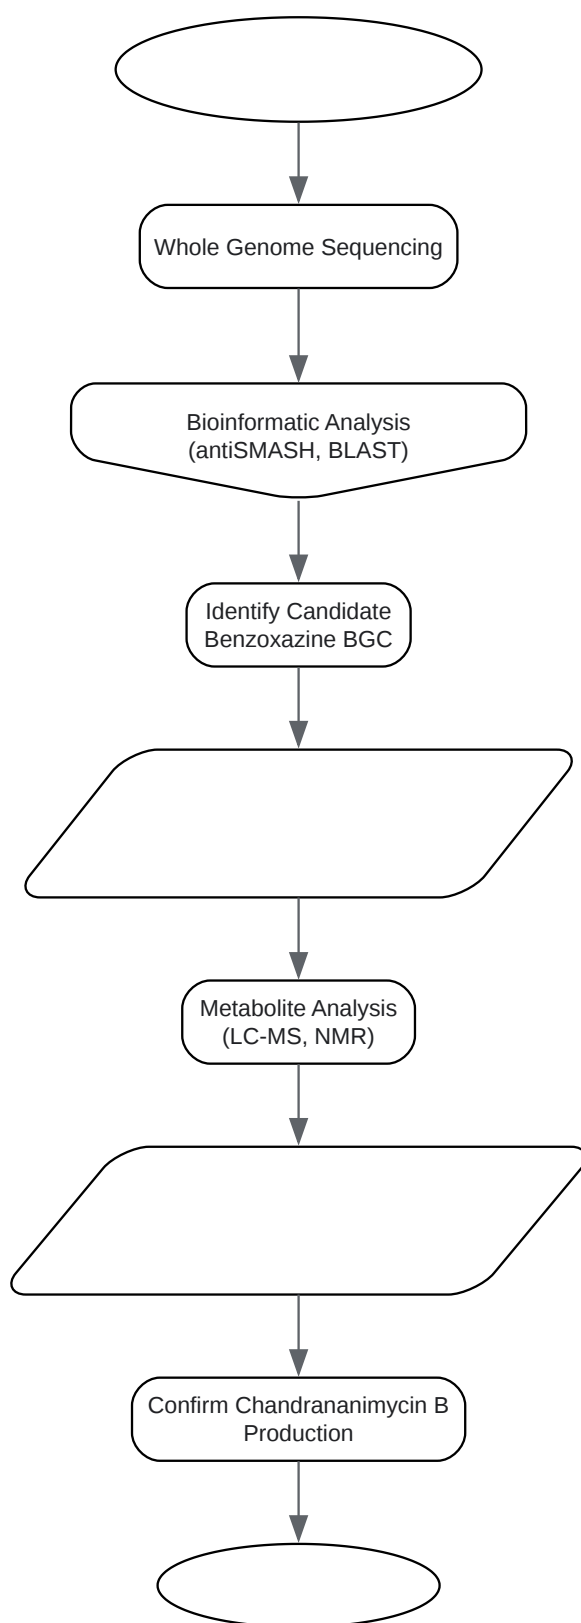 Whole Genome Sequencing
Bioinformatic Analysis
(antiSMASH, BLAST)
Identify Candidate
Benzoxazine BGC
Metabolite Analysis
(LC-MS, NMR)
Confirm Chandrananimycin B
Production